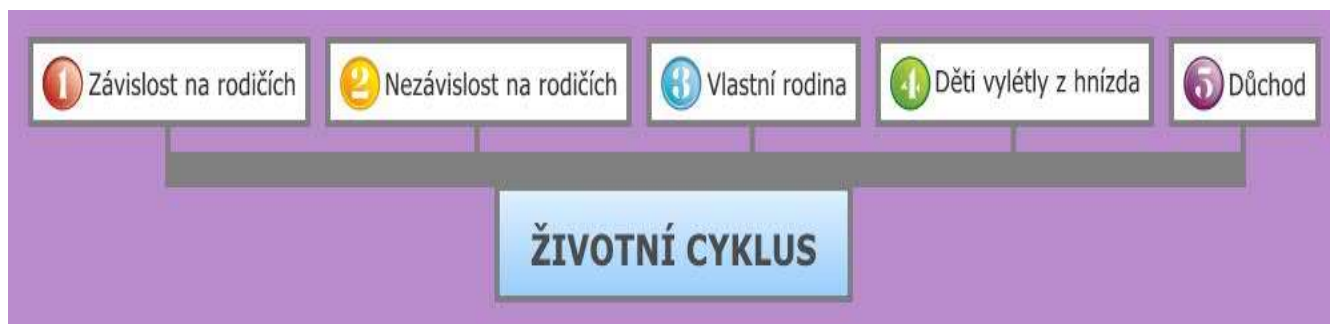 1 Závislost na rodičích
2 Nezávislost na rodičích
3 Vlastní rodina
4 Děti vylétly z hnízda
5 Důchod
ŽIVOTNÍ CYKLUS